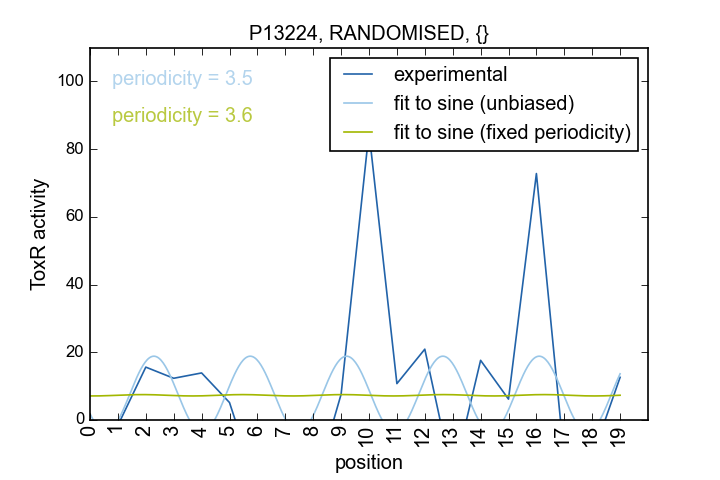 P13224, RANDOMISED, {}
periodicity = 3.5
periodicity = 3.6
experimental
fit to sine (unbiased)
fit to sine (fixed periodicity)
ToxR activity
100
80
60
40
20
0
0 1 2 3 4 5 6 7 8 9 10 11 12 13 14 15 16 17 18 19
position